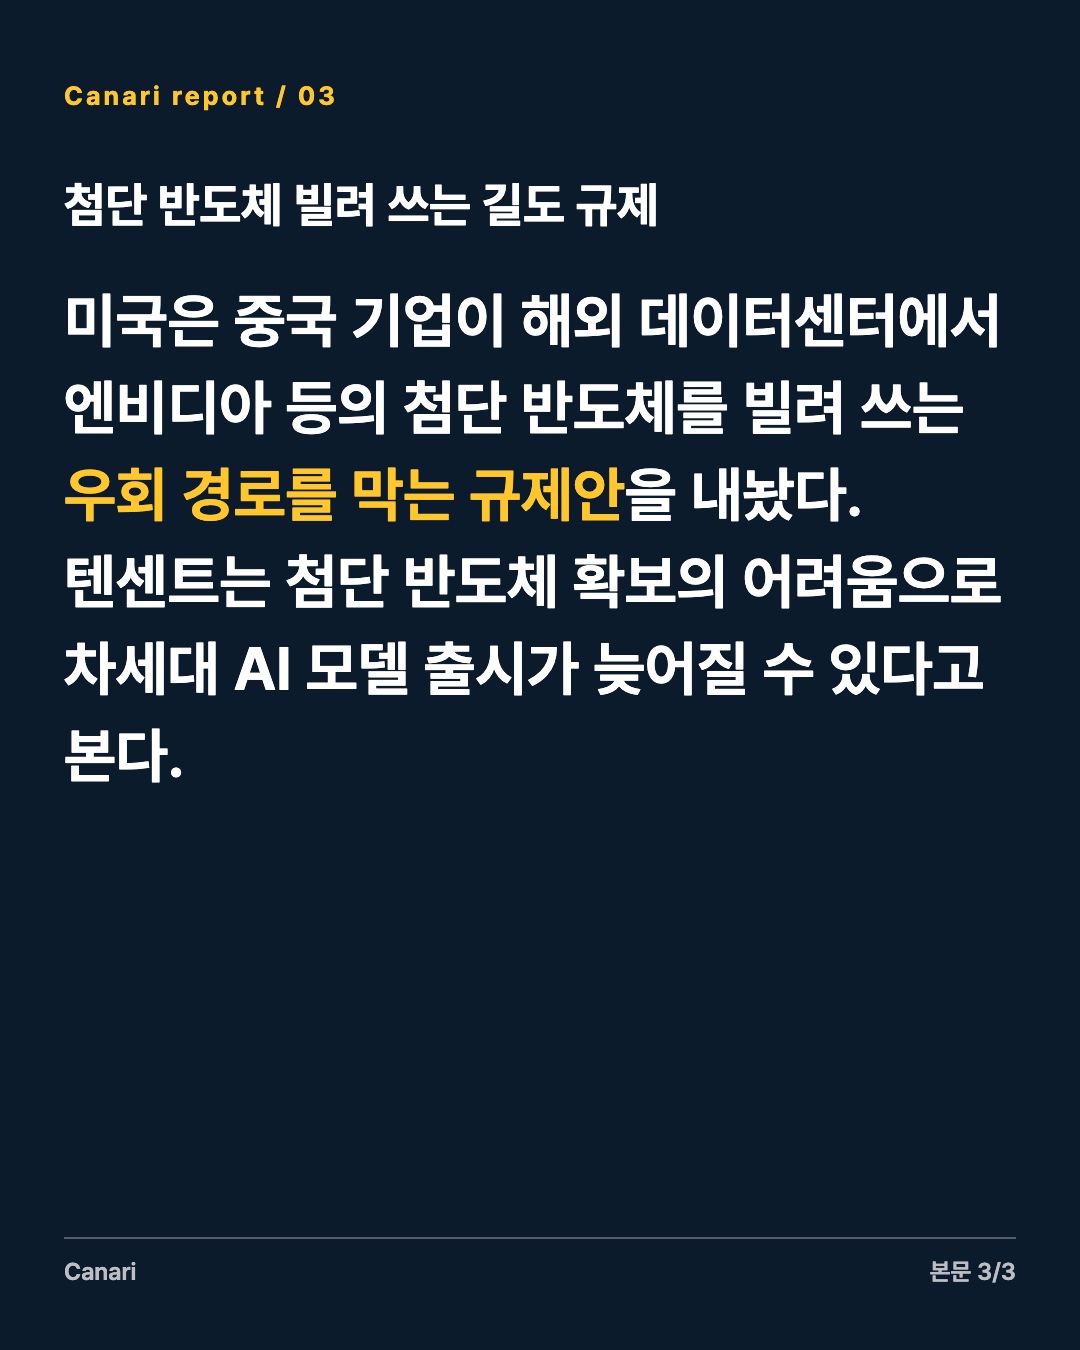 Canari report / 03
첨단 반도체 빌려 쓰는 길도 규제
미국은 중국 기업이 해외 데이터센터에서
엔비디아 등의 첨단 반도체를 빌려 쓰는
우회 경로를 막는 규제안을 내놨다.
텐센트는 첨단 반도체 확보의 어려움으로
차세대 AI 모델 출시가 늦어질 수 있다고
본다.
Canari
본문 3/3